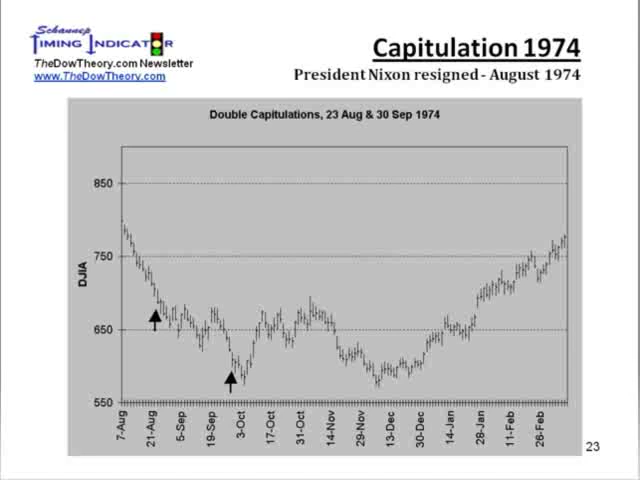 Schannep
TIMING INDICATOR
TheDowTheory.com Newsletter
www.TheDowTheory.com
Capitulation 1974
President Nixon resigned - August 1974
Double Capitulations, 23 Aug & 30 Sep 1974
DJIA
850
750
650
550
7-Aug
21-Aug
5-Sep
19-Sep
3-Oct
17-Oct
31-Oct
14-Nov
29-Nov
13-Dec
30-Dec
14-Jan
28-Jan
11-Feb
26-Feb
23